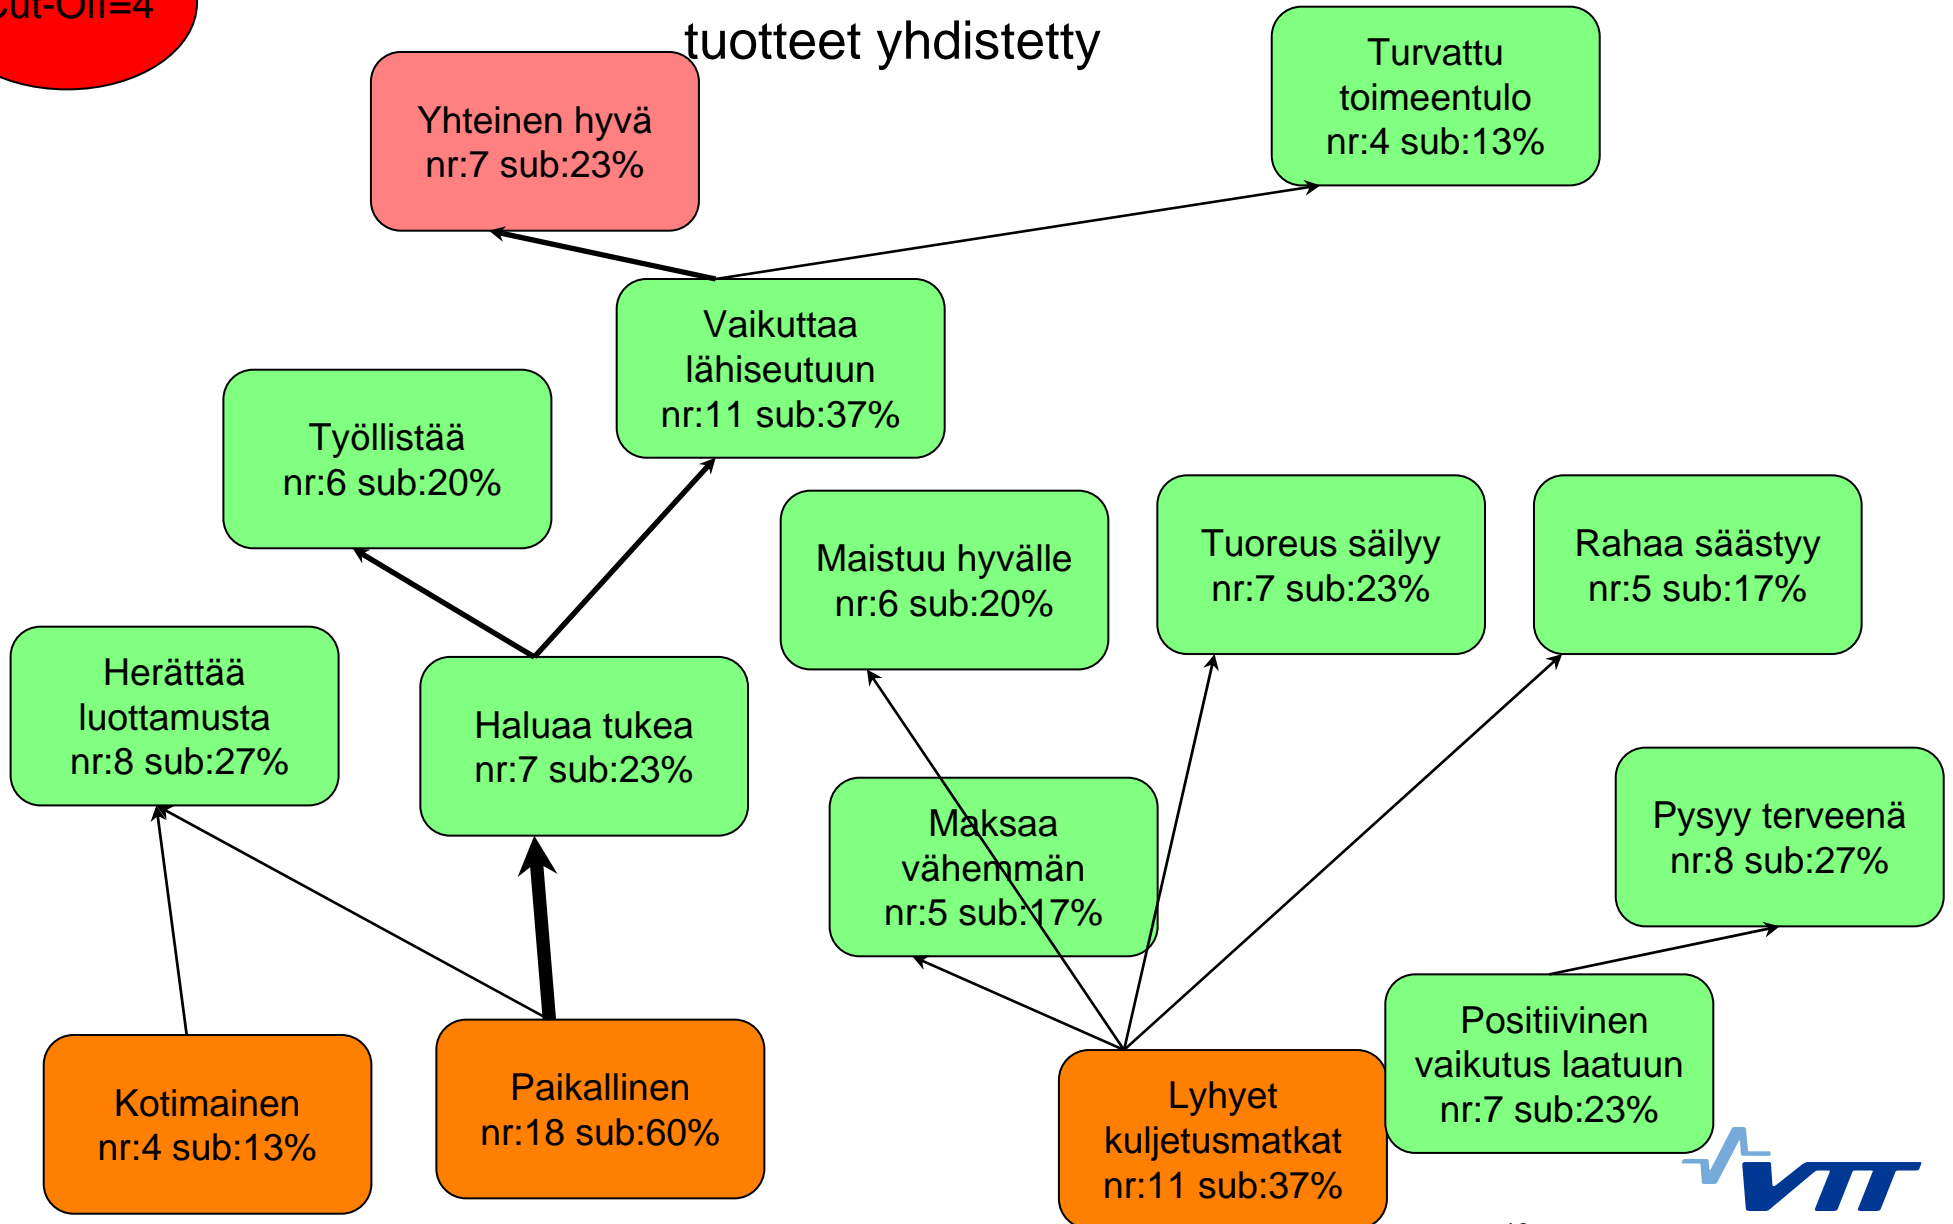 Cut-Off=4
tuotteet yhdistetty
Turvattu
toimeentulo
nr:4 sub:13%
Yhteinen hyvä
nr:7 sub:23%
Vaikuttaa
lähiseutuun
nr:11 sub:37%
Työllistää
nr:6 sub:20%
Maistuu hyvälle
nr:6 sub:20%
Tuoreus säilyy
nr:7 sub:23%
Rahaa säästyy
nr:5 sub:17%
Herättää
luottamusta
nr:8 sub:27%
Haluaa tukea
nr:7 sub:23%
Maksaa
vähemmän
nr:5 sub:17%
Pysyy terveenä
nr:8 sub:27%
Kotimainen
nr:4 sub:13%
Paikallinen
nr:18 sub:60%
Lyhyet
kuljetusmatkat
nr:11 sub:37%
Positiivinen
vaikutus laatuun
nr:7 sub:23%
VTT